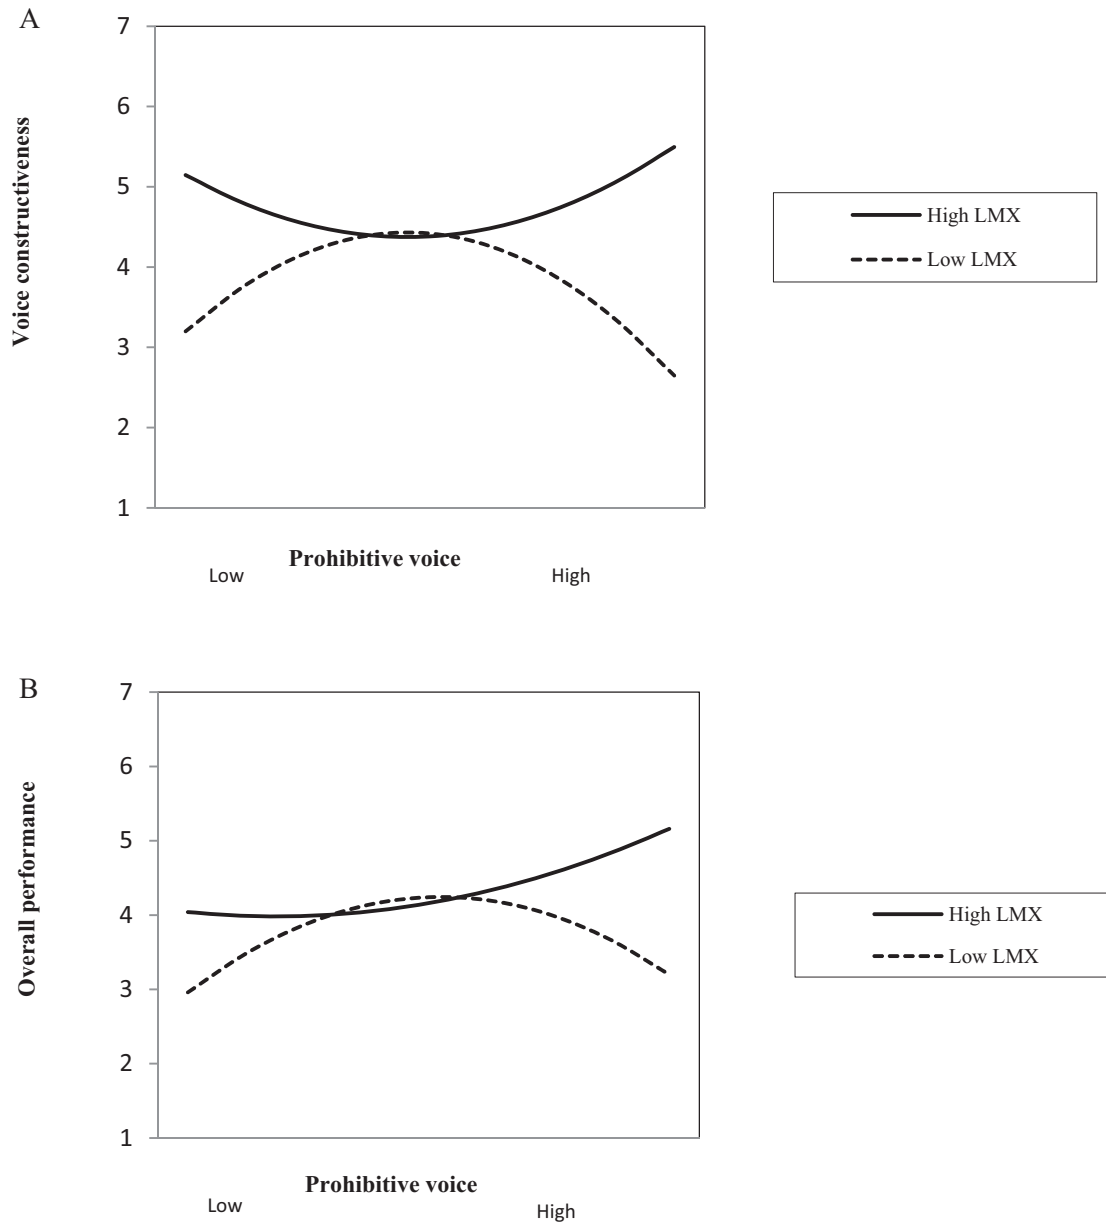 A
Voice constructiveness
7
6
5
4
3
2
1
High LMX
Low LMX
Prohibitive voice
Low
High
B
Overall performance
7
6
5
4
3
2
1
High LMX
Low LMX
Prohibitive voice
Low
High